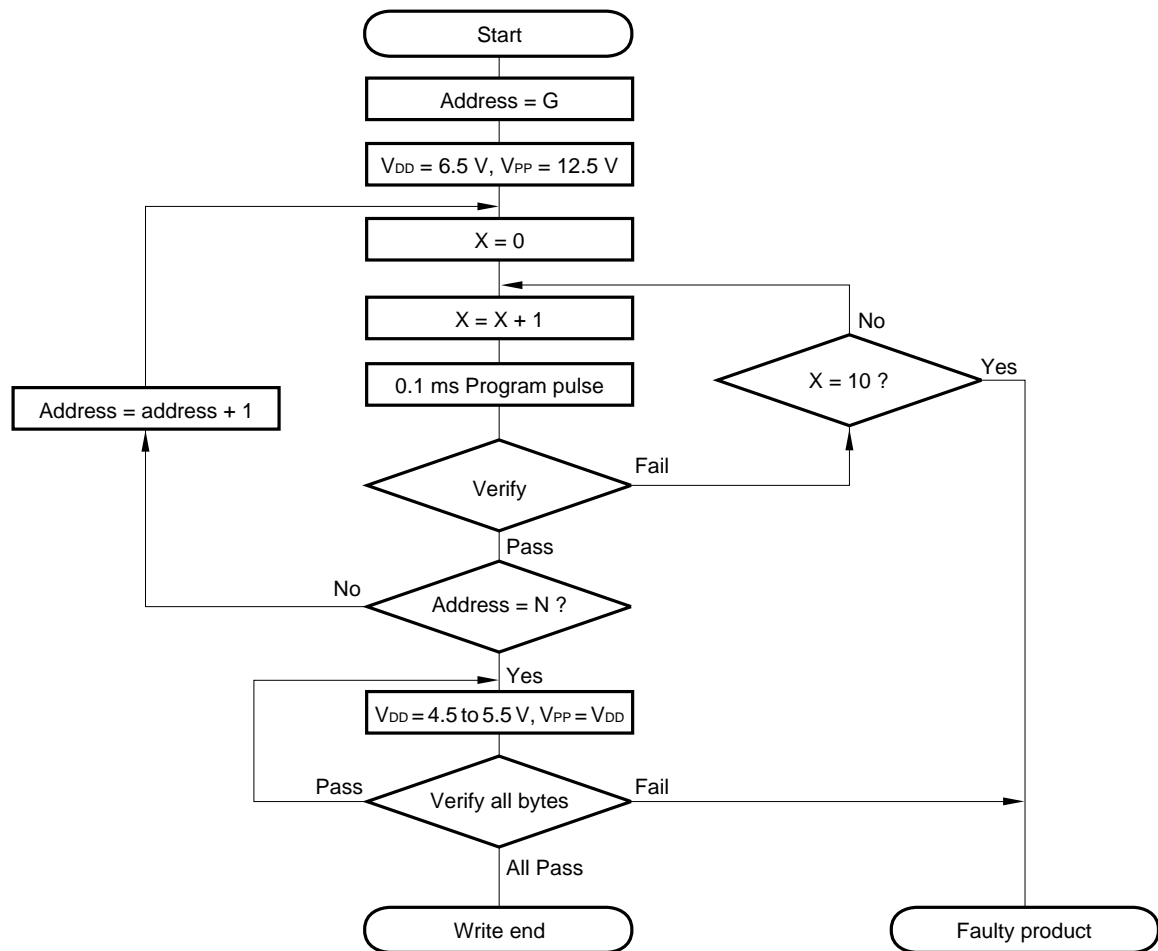 Start
Address = G
VDD = 6.5 V, VPP = 12.5 V
X = 0
X = X + 1
No
0.1 ms Program pulse
X = 10 ?
Yes
Address = address + 1
Verify
Fail
Pass
No
Address = N ?
Yes
VDD = 4.5 to 5.5 V, VPP = VDD
Pass
Verify all bytes
Fail
All Pass
Write end
Faulty product